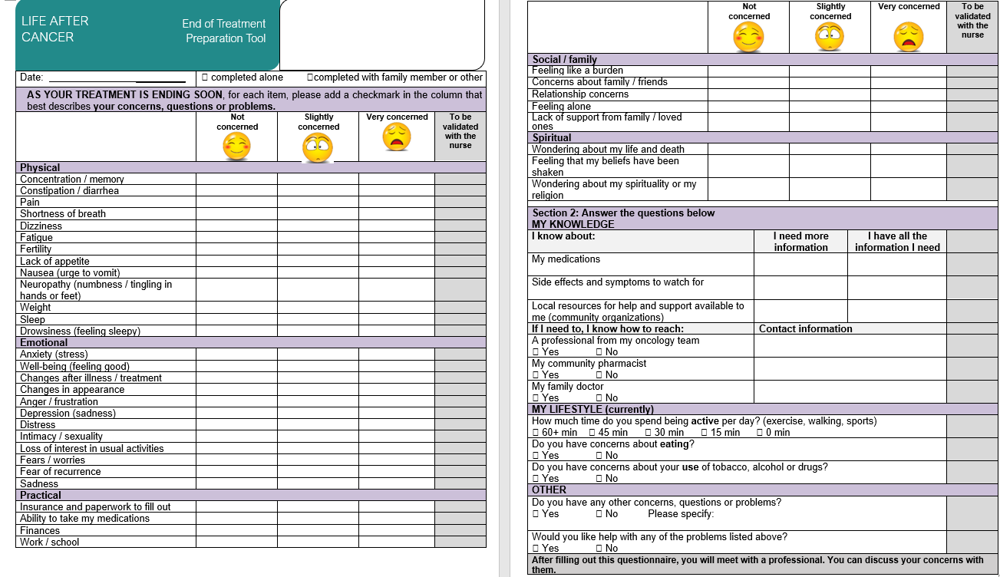 LIFE AFTER
CANCER
End of Treatment
Preparation Tool
Date:
☐ completed alone ☐completed with family member or other
AS YOUR TREATMENT IS ENDING SOON, for each item, please add a checkmark in the column that
best describes your concerns, questions or problems.
Not
concerned
Slightly
concerned
Very concerned
To be
validated
with the
nurse
Physical
Concentration / memory
Constipation / diarrhea
Pain
Shortness of breath
Dizziness
Fatigue
Fertility
Lack of appetite
Nausea (urge to vomit)
Neuropathy (numbness / tingling in
hands or feet)
Weight
Sleep
Drowsiness (feeling sleepy)
Emotional
Anxiety (stress)
Well-being (feeling good)
Changes after illness / treatment
Changes in appearance
Anger / frustration
Depression (sadness)
Distress
Intimacy / sexuality
Loss of interest in usual activities
Fears / worries
Fear of recurrence
Sadness
Practical
Insurance and paperwork to fill out
Ability to take my medications
Finances
Work / school
Not
concerned
Slightly
concerned
Very concerned
To be
validated
with the
nurse
Social / family
Feeling like a burden
Concerns about family / friends
Relationship concerns
Feeling alone
Lack of support from family / loved
ones
Spiritual
Wondering about my life and death
Feeling that my beliefs have been
shaken
Wondering about my spirituality or my
religion
Section 2: Answer the questions below
MY KNOWLEDGE
I know about:
I need more
information
I have all the
information I need
My medications
Side effects and symptoms to watch for
Local resources for help and support available to
me (community organizations)
If I need to, I know how to reach: Contact information
A professional from my oncology team
☐ Yes ☐ No
My community pharmacist
☐ Yes ☐ No
My family doctor
☐ Yes ☐ No
MY LIFESTYLE (currently)
How much time do you spend being active per day? (exercise, walking, sports)
☐ 60+ min ☐ 45 min ☐ 30 min ☐ 15 min ☐ 0 min
Do you have concerns about eating?
☐ Yes ☐ No
Do you have concerns about your use of tobacco, alcohol or drugs?
☐ Yes ☐ No
OTHER
Do you have any other concerns, questions or problems?
☐ Yes ☐ No Please specify:
Would you like help with any of the problems listed above?
☐ Yes ☐ No
After filling out this questionnaire, you will meet with a professional. You can discuss your concerns with
them.